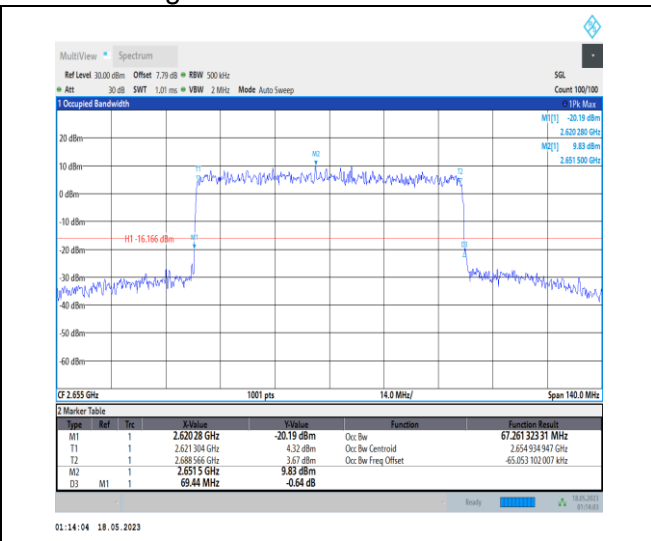 MultiView Spectrum
Ref Level 30.00 dBm Offset 7.79 dB RBW 500 kHz SGL
Att 30 dB SWT 1.01 ms VBW 2 MHz Mode Auto Sweep Count 100/100
1 Occupied Bandwidth 1Pk Max
M1[1] -20.19 dBm
2.620 280 GHz
20 dBm
M2[1] 9.83 dBm
2.651 500 GHz
M2
10 dBm
T1
T2
0 dBm
-10 dBm
H1 -16.166 dBm
M1
-20 dBm
D3
-30 dBm
-40 dBm
-50 dBm
-60 dBm
CF 2.655 GHz 1001 pts 14.0 MHz/ Span 140.0 MHz
2 Marker Table
Type Ref Trc X-Value Y-Value Function Function Result
M1 1 2.620 28 GHz -20.19 dBm Occ Bw 67.261 323 31 MHz
T1 1 2.621 304 GHz 4.32 dBm Occ Bw Centroid 2.654 934 947 GHz
T2 1 2.688 566 GHz 3.67 dBm Occ Bw Freq Offset -65.053 102 007 kHz
M2 1 2.651 5 GHz 9.83 dBm
D3 M1 1 69.44 MHz -0.64 dB
Ready 18.05.2023
01:14:03
01:14:04 18.05.2023